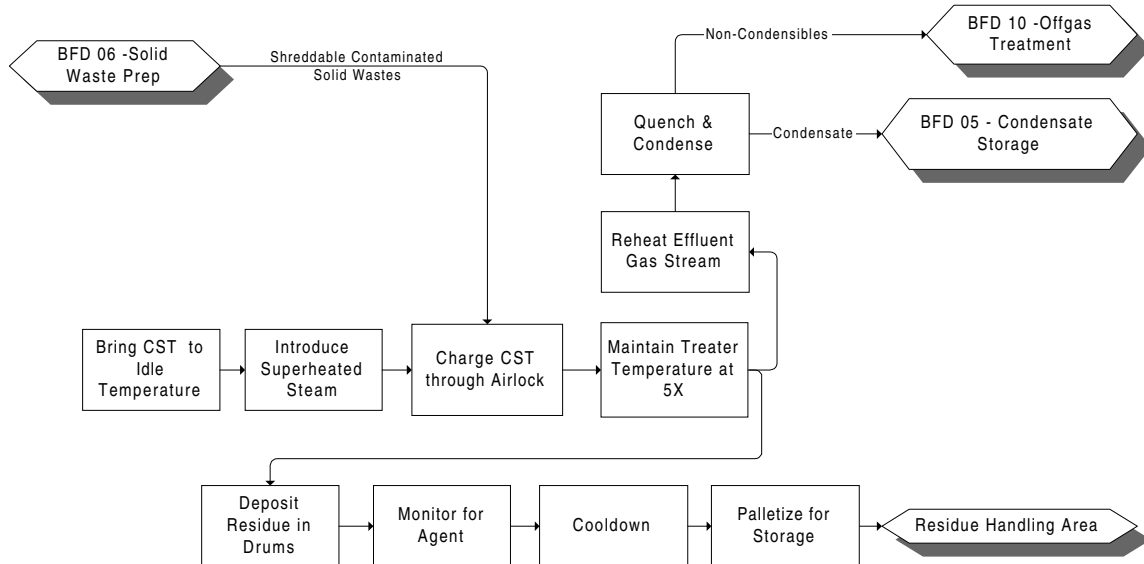 BFD 06 -Solid
Waste Prep
Shreddable Contaminated
Solid Wastes
Non-Condensibles
BFD 10 -Offgas
Treatment
Quench &
Condense
Condensate
BFD 05 - Condensate
Storage
Reheat Effluent
Gas Stream
Bring CST to
Idle
Temperature
Introduce
Superheated
Steam
Charge CST
through Airlock
Maintain Treater
Temperature at
5X
Deposit
Residue in
Drums
Monitor for
Agent
Cooldown
Palletize for
Storage
Residue Handling Area